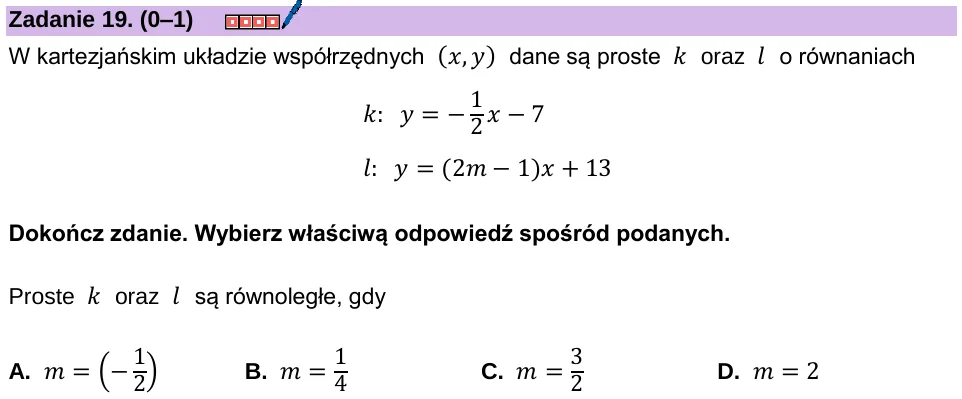 Zadanie 19. (0–1)
W kartezjańskim układzie współrzędnych (x, y) dane są proste k oraz l o równaniach
k: y = −1/2 x − 7
l: y = (2m − 1)x + 13
Dokończ zdanie. Wybierz właściwą odpowiedź spośród podanych.
Proste k oraz l są równoległe, gdy
A. m = (−1/2) B. m = 1/4 C. m = 3/2 D. m = 2